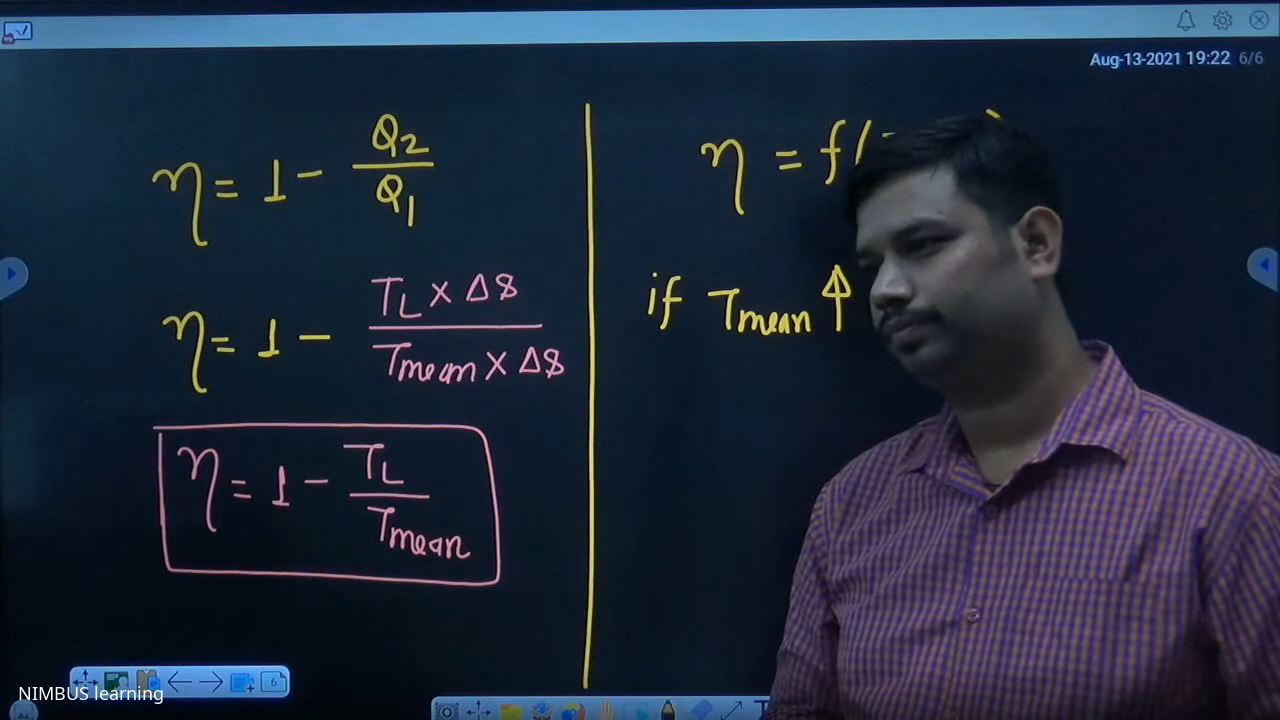 Aug-13-2021 19:22 6/6
η = 1 - Q2/Q1
η = 1 - TL × Δs / Tmean × Δs
η = 1 - TL/Tmean
η = f(
if Tmean ↑
6
NIMBUS learning